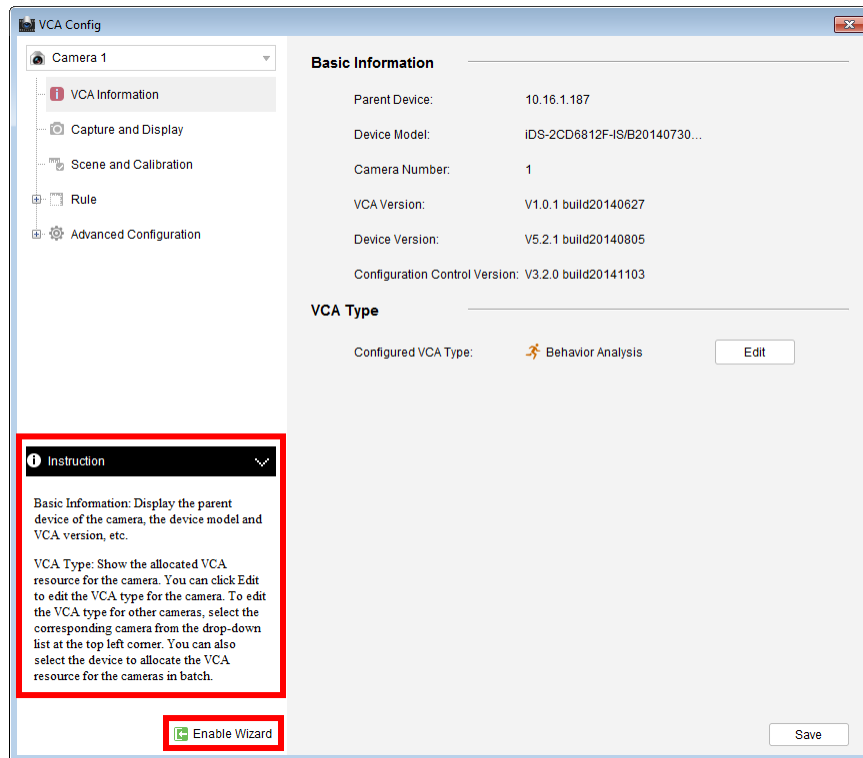 VCA Config
Camera 1
VCA Information
Capture and Display
Scene and Calibration
Rule
Advanced Configuration
Instruction
Basic Information: Display the parent
device of the camera, the device model and
VCA version, etc.
VCA Type: Show the allocated VCA
resource for the camera. You can click Edit
to edit the VCA type for the camera. To edit
the VCA type for other cameras, select the
corresponding camera from the drop-down
list at the top left corner. You can also
select the device to allocate the VCA
resource for the cameras in batch.
Enable Wizard
Basic Information
Parent Device: 10.16.1.187
Device Model: iDS-2CD6812F-IS/B20140730...
Camera Number: 1
VCA Version: V1.0.1 build20140627
Device Version: V5.2.1 build20140805
Configuration Control Version: V3.2.0 build20141103
VCA Type
Configured VCA Type: Behavior Analysis Edit
Save